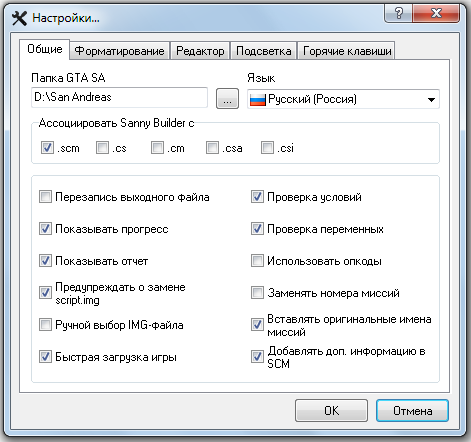 Настройки...
Общие Форматирование Редактор Подсветка Горячие клавиши
Папка GTA SA Язык
D:\San Andreas ... Русский (Россия)
Ассоциировать Sanny Builder с
.scm .cs .cm .csa .csi
Перезапись выходного файла Проверка условий
Показывать прогресс Проверка переменных
Показывать отчет Использовать опкоды
Предупреждать о замене
script.img
Заменять номера миссий
Ручной выбор IMG-файла
Вставлять оригинальные имена
миссий
Быстрая загрузка игры
Добавлять доп. информацию в
SCM
OK Отмена